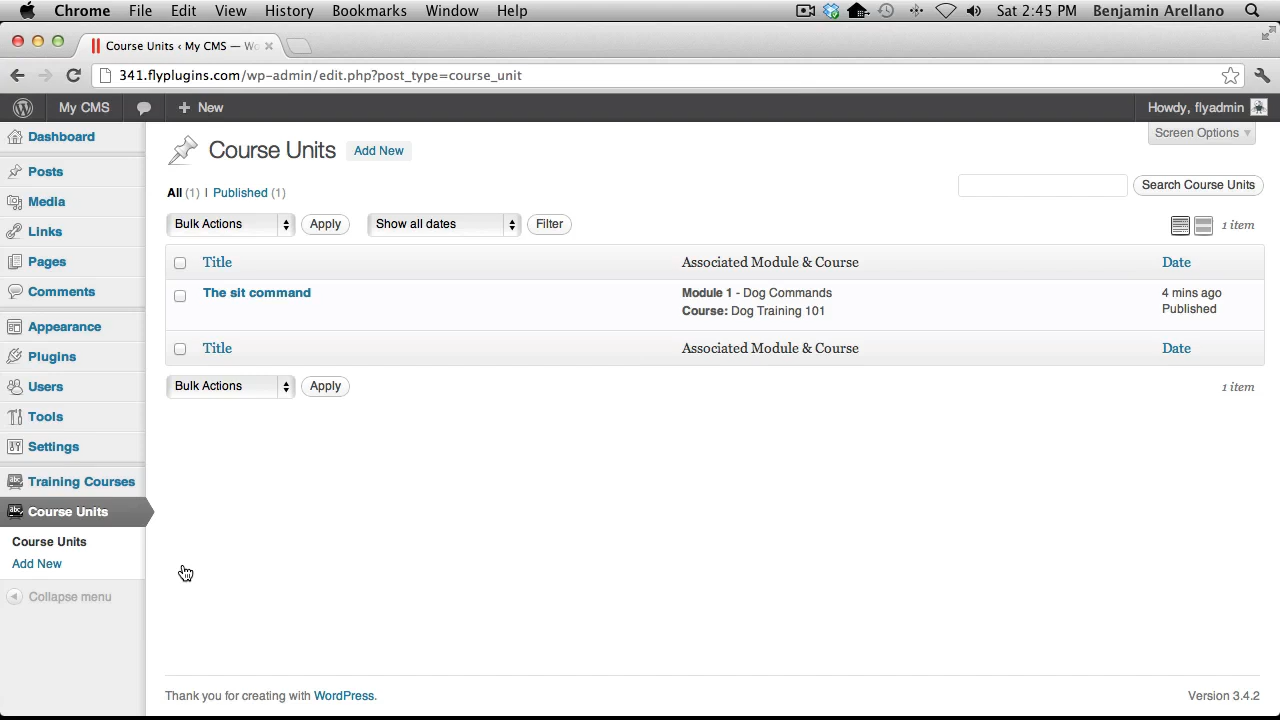 Chrome File Edit View History Bookmarks Window Help Sat 2:45 PM Benjamin Arellano
Course Units ‹ My CMS — Wo
341.flyplugins.com/wp-admin/edit.php?post_type=course_unit
My CMS + New Howdy, flyadmin
Screen Options
Dashboard
Posts
Media
Links
Pages
Comments
Appearance
Plugins
Users
Tools
Settings
Training Courses
Course Units
Course Units
Add New
Collapse menu
Course Units Add New
All (1) | Published (1)
Search Course Units
Bulk Actions Apply Show all dates Filter 1 item
Title Associated Module & Course Date
The sit command Module 1 - Dog Commands 4 mins ago
Course: Dog Training 101 Published
Title Associated Module & Course Date
Bulk Actions Apply 1 item
Thank you for creating with WordPress. Version 3.4.2